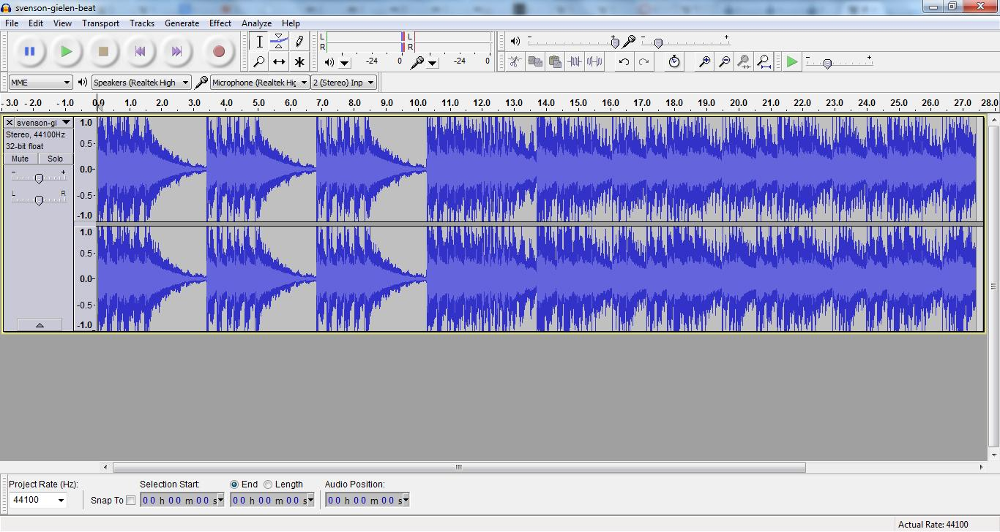 svenson-gielen-beat
File Edit View Transport Tracks Generate Effect Analyze Help
L L
R R
-24 0 -24 0
MME Speakers (Realtek High Microphone (Realtek Hig 2 (Stereo) Inp
- 3.0 - 2.0 - 1.0 0.0 1.0 2.0 3.0 4.0 5.0 6.0 7.0 8.0 9.0 10.0 11.0 12.0 13.0 14.0 15.0 16.0 17.0 18.0 19.0 20.0 21.0 22.0 23.0 24.0 25.0 26.0 27.0 28.0
svenson-gi 1.0
Stereo, 44100Hz
32-bit float 0.5
Mute Solo
- + 0.0
L R -0.5
-1.0
1.0
0.5
0.0
-0.5
-1.0
Project Rate (Hz): Selection Start: End Length Audio Position:
44100 Snap To 00 h 00 m 00 s 00 h 00 m 00 s 00 h 00 m 00 s
Actual Rate: 44100